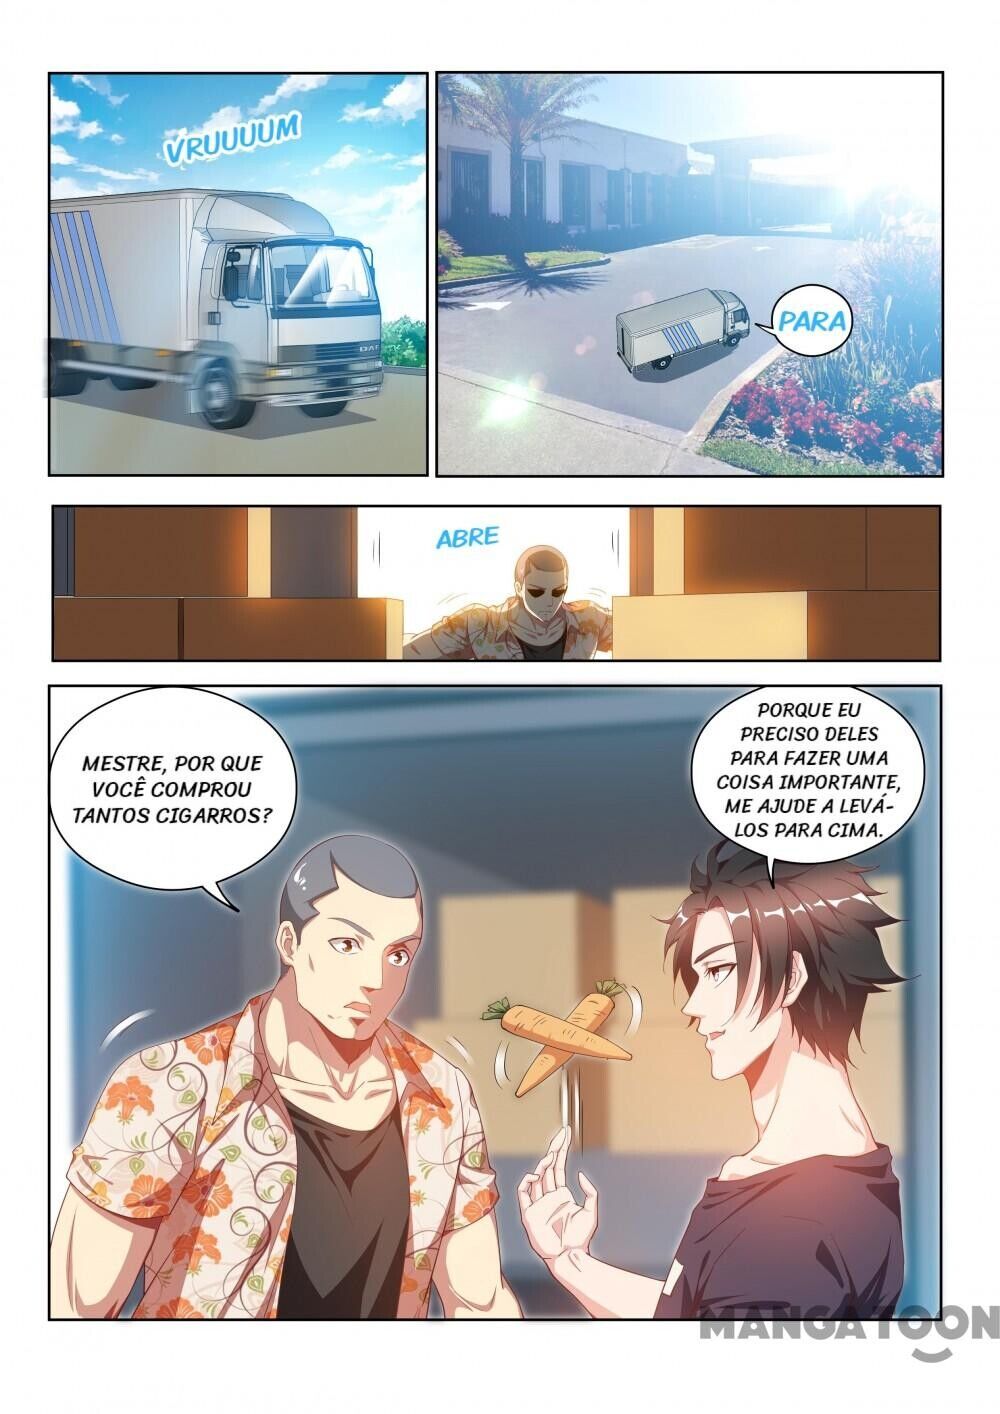 VRUUUUM
DAF
PARA
ABRE
MESTRE, POR QUE
VOCÊ COMPROU
TANTOS CIGARROS?
PORQUE EU
PRECISO DELES
PARA FAZER UMA
COISA IMPORTANTE,
ME AJUDE A LEVÁ-
LOS PARA CIMA.
MANGATOON